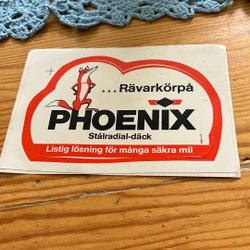 ...Rävarkörpå
PHOENIX
Stålradial-däck
Listig lösning för många säkra mil